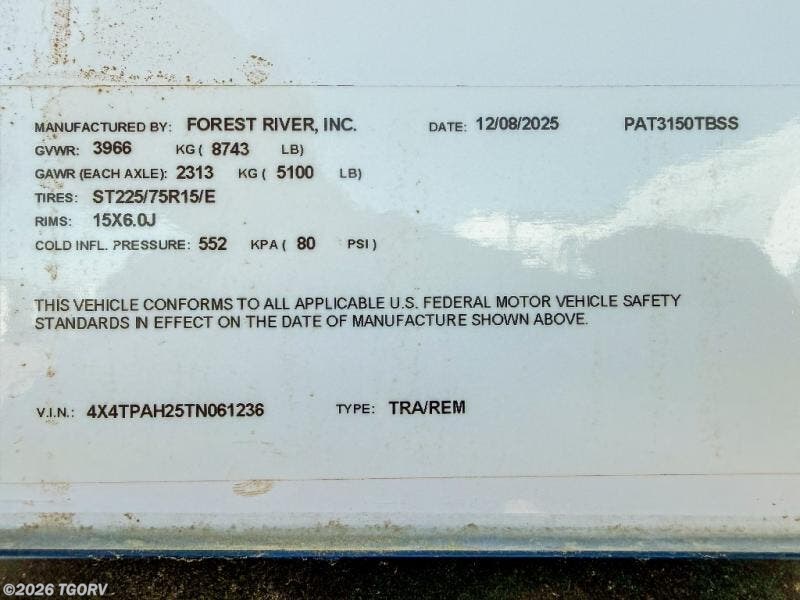 MANUFACTURED BY: FOREST RIVER, INC. DATE: 12/08/2025 PAT3150TBSS
GVWR: 3966 KG ( 8743 LB)
GAWR (EACH AXLE): 2313 KG ( 5100 LB)
TIRES: ST225/75R15/E
RIMS: 15X6.0J
COLD INFL. PRESSURE: 552 KPA ( 80 PSI )
THIS VEHICLE CONFORMS TO ALL APPLICABLE U.S. FEDERAL MOTOR VEHICLE SAFETY
STANDARDS IN EFFECT ON THE DATE OF MANUFACTURE SHOWN ABOVE.
V.I.N.: 4X4TPAH25TN061236 TYPE: TRA/REM
©2026 TGORV